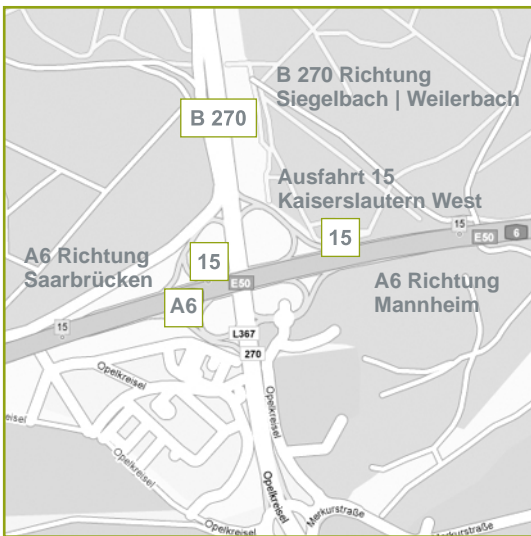 B 270 Richtung
Siegelbach | Weilerbach
B 270
Ausfahrt 15
Kaiserslautern West
15
15
E50
6
A6 Richtung
Saarbrücken
15
E50
A6
A6 Richtung
Mannheim
15
L367
270
Opelkreisel
Opelkreisel
Opelkreisel
Opelkreisel
Opelkreisel
Merkurstraße